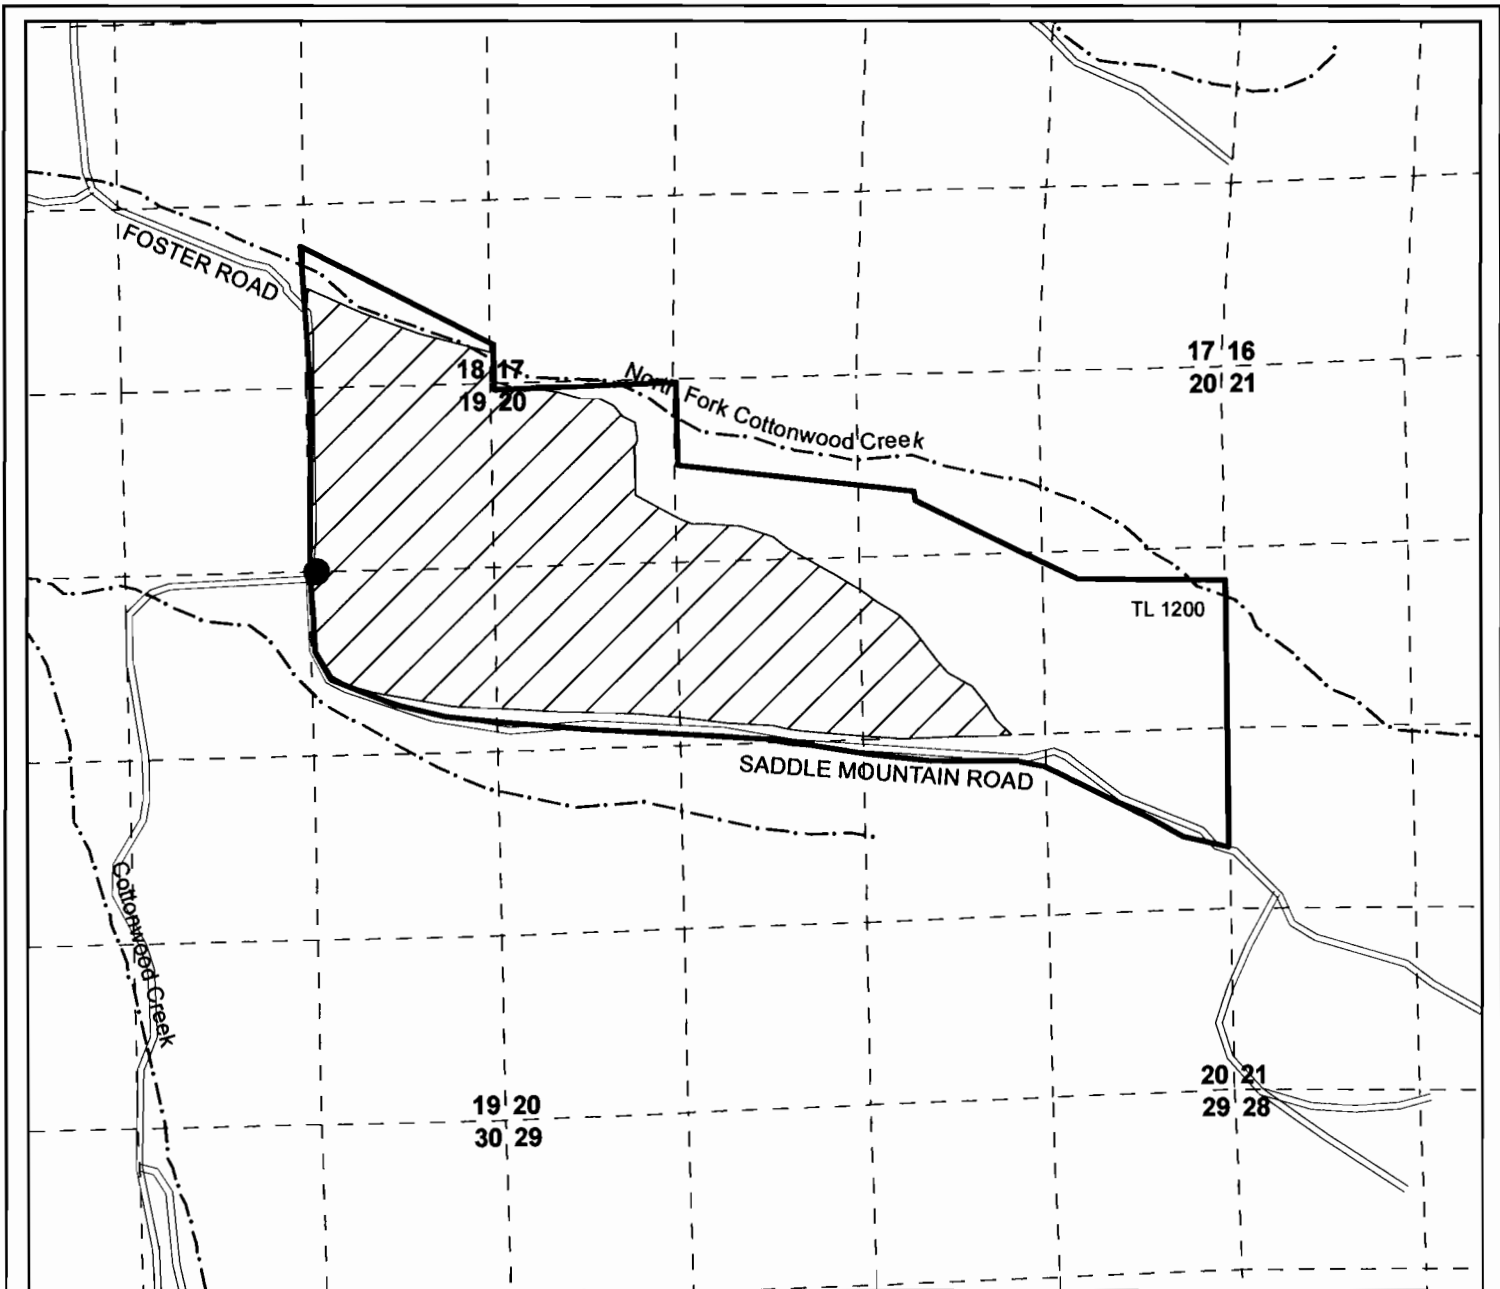 FOSTER ROAD
18 17
19 20
North Fork Cottonwood Creek
17 16
20 21
TL 1200
SADDLE MOUNTAIN ROAD
Cottonwood Creek
19 20
30 29
20 21
29 28